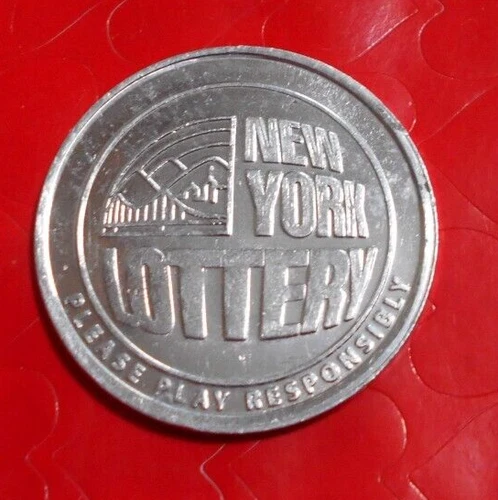 NEW
YORK
LOTTERY
PLEASE PLAY RESPONSIBLY